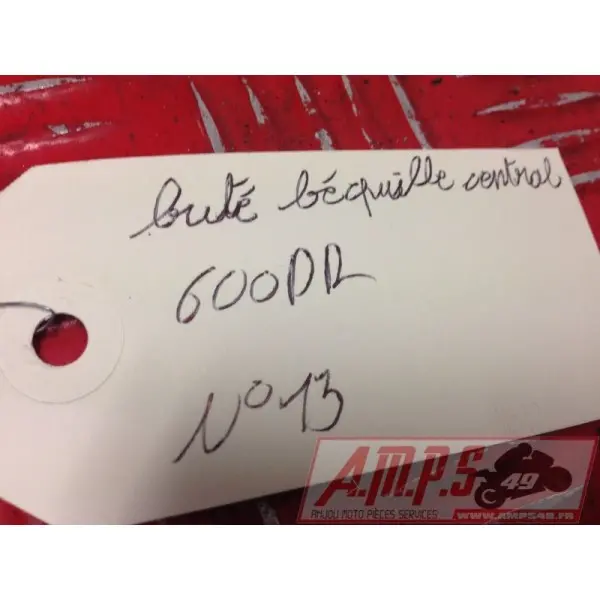 buté béquille central
600DR
N° 13
A.M.P.S 49
ANJOU MOTO PIÈCES SERVICES
WWW.AMPS49.FR